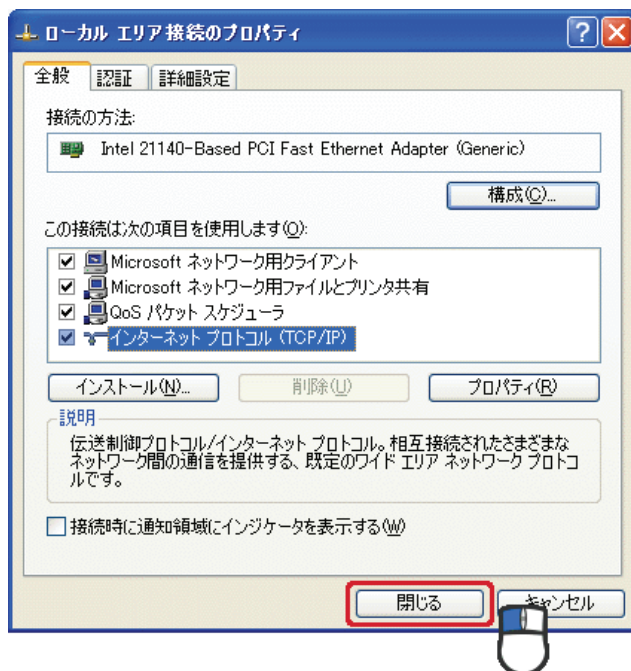 ローカル エリア接続のプロパティ
全般 認証 詳細設定
接続の方法:
Intel 21140-Based PCI Fast Ethernet Adapter (Generic)
構成(C)...
この接続は次の項目を使用します(O):
Microsoft ネットワーク用クライアント
Microsoft ネットワーク用ファイルとプリンタ共有
QoS パケット スケジューラ
インターネット プロトコル (TCP/IP)
インストール(N)... 削除(U) プロパティ(R)
説明
伝送制御プロトコル/インターネット プロトコル。相互接続されたさまざまな
ネットワーク間の通信を提供する、既定のワイド エリア ネットワーク プロトコ
ルです。
接続時に通知領域にインジケータを表示する(W)
閉じる キャンセル